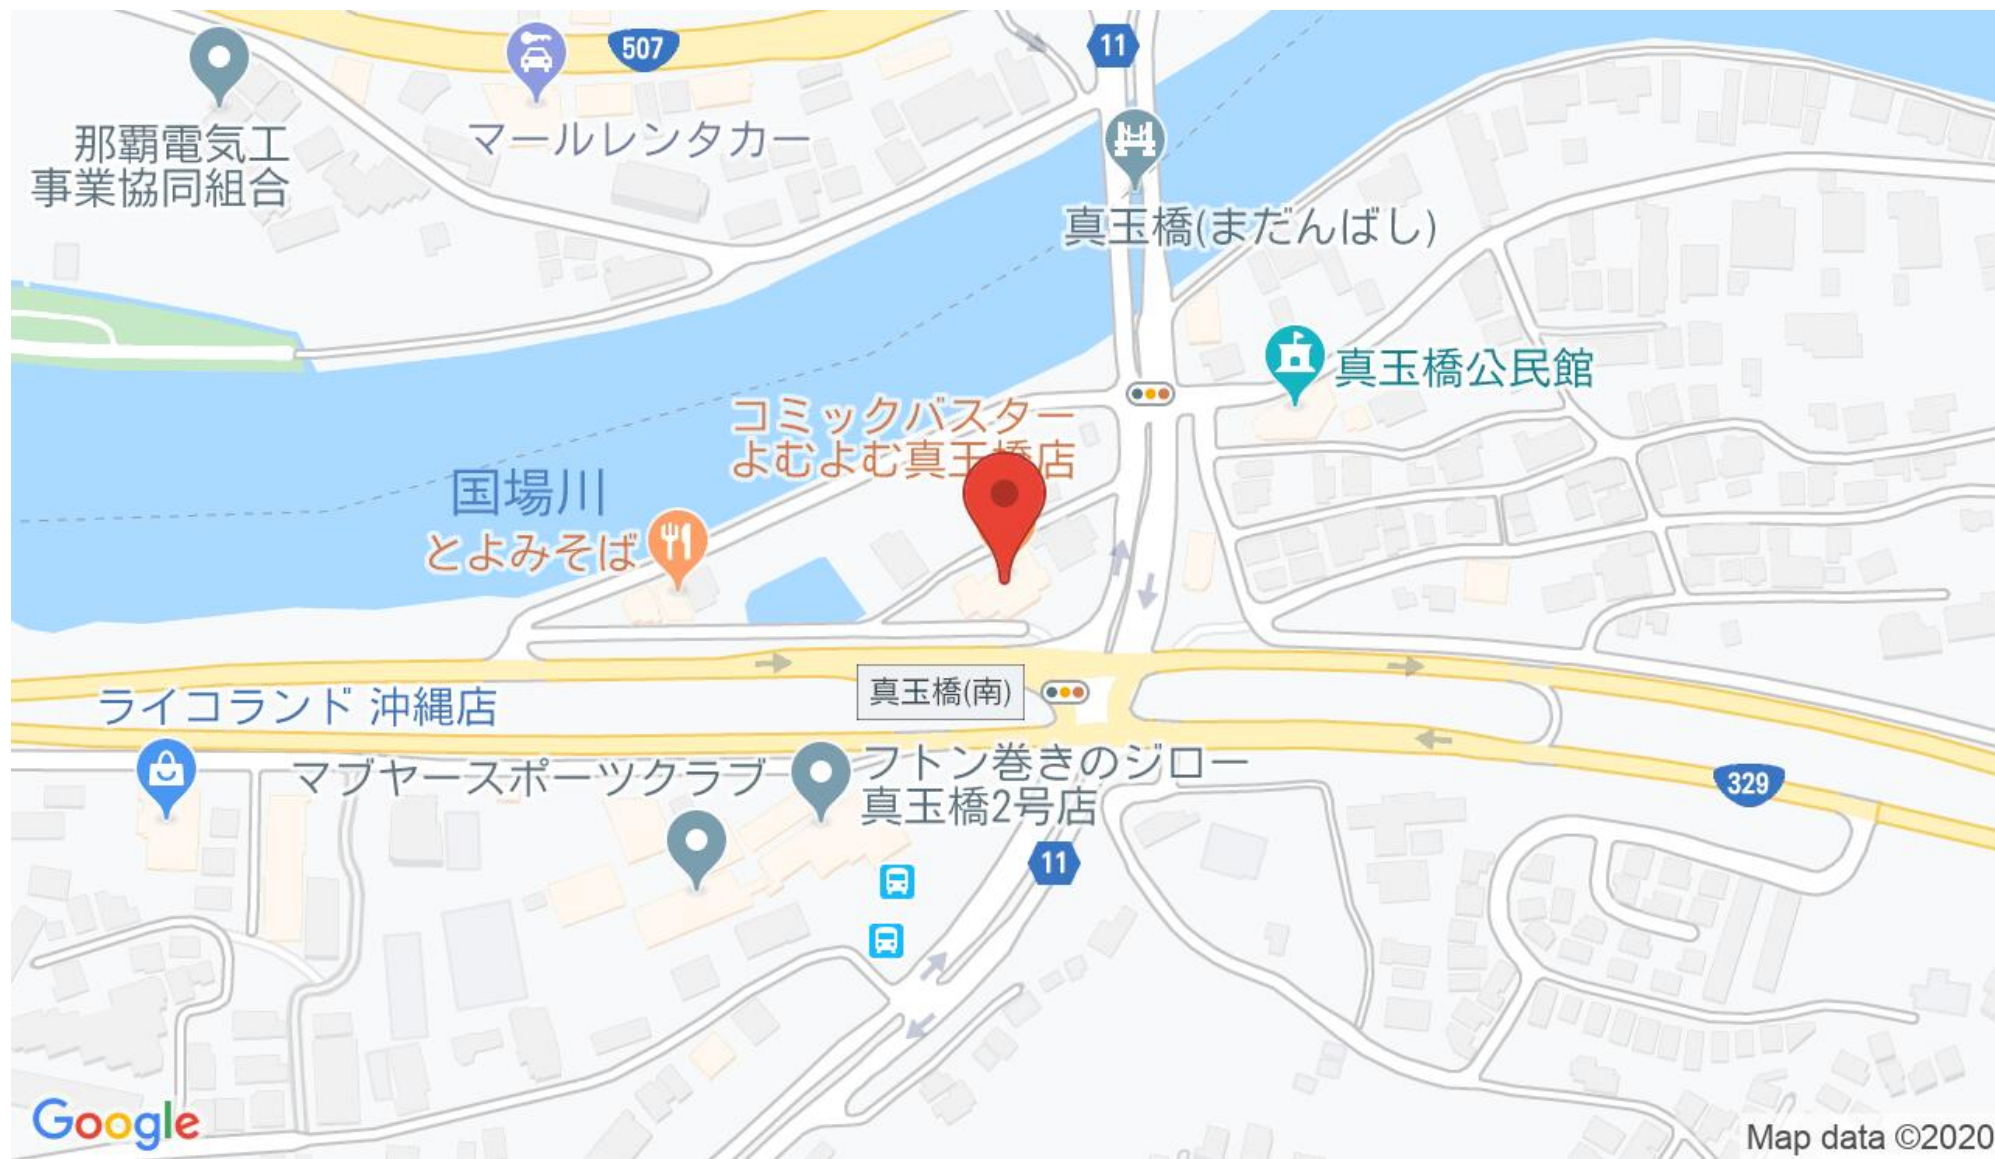 507
11
那覇電気工
事業協同組合
マールレンタカー
真玉橋(まだんばし)
真玉橋公民館
コミックバスター
よむよむ真玉橋店
国場川
とよみそば
真玉橋(南)
ライコランド 沖縄店
マブヤースポーツクラブ
フトン巻きのジロー
真玉橋2号店
329
11
Google
Map data ©2020